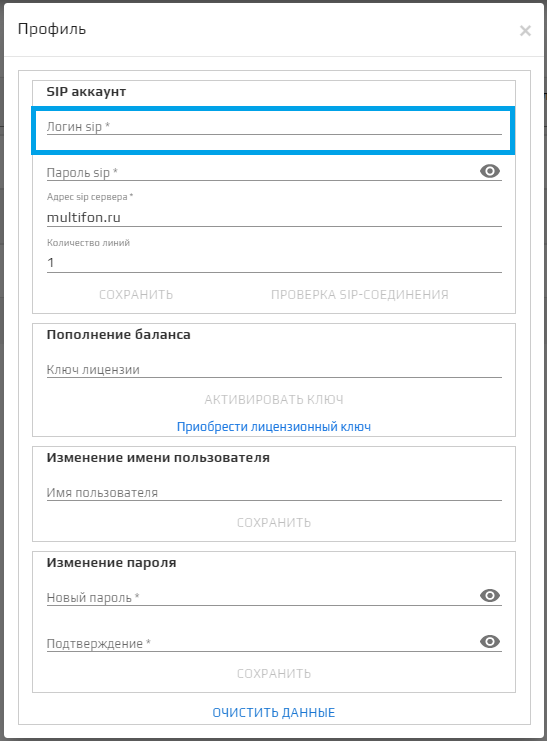 Профиль ×
SIP аккаунт
Логин sip *
Пароль sip *
Адрес sip сервера *
multifon.ru
Количество линий
1
СОХРАНИТЬ ПРОВЕРКА SIP-СОЕДИНЕНИЯ
Пополнение баланса
Ключ лицензии
АКТИВИРОВАТЬ КЛЮЧ
Приобрести лицензионный ключ
Изменение имени пользователя
Имя пользователя
СОХРАНИТЬ
Изменение пароля
Новый пароль *
Подтверждение *
СОХРАНИТЬ
ОЧИСТИТЬ ДАННЫЕ